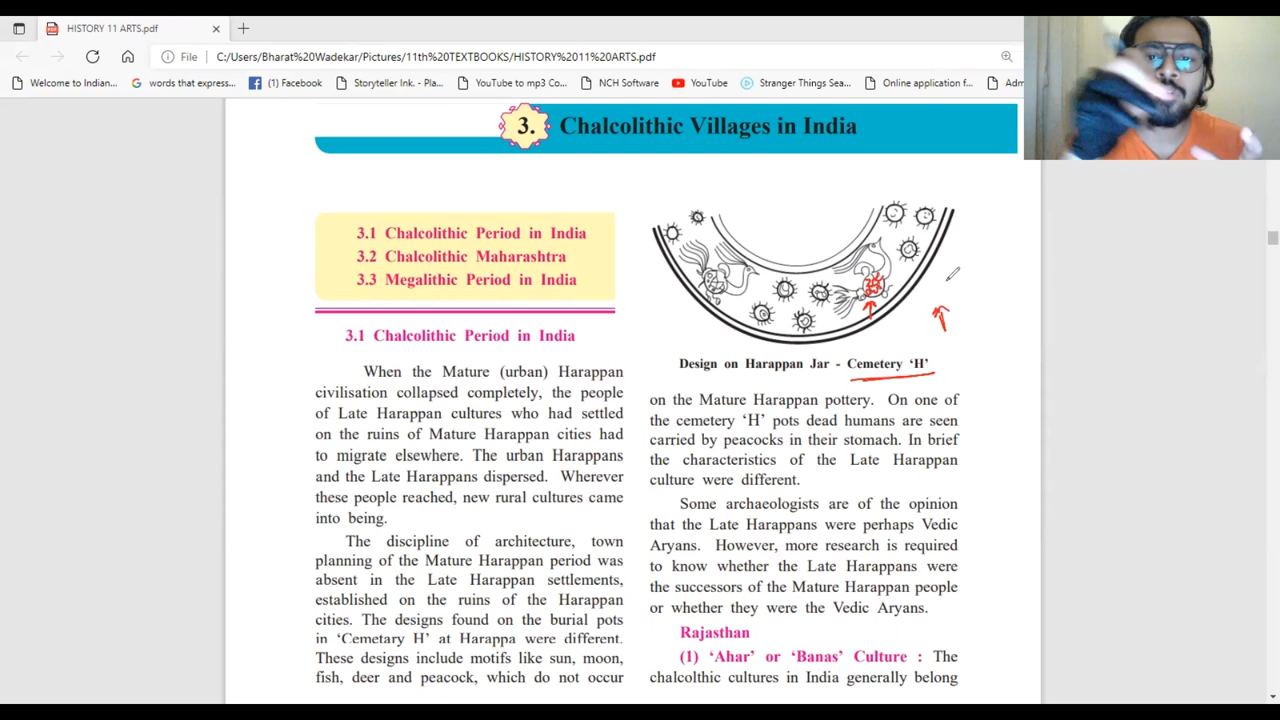 HISTORY 11 ARTS.pdf
File
C:/Users/Bharat%20Wadekar/Pictures/11th%20TEXTBOOKS/HISTORY%2011%20ARTS.pdf
Welcome to Indian...
words that express...
(1) Facebook
Storyteller Ink. - Pla...
YouTube to mp3 Co...
NCH Software
YouTube
Stranger Things Sea...
Online application f...
Adm
3. Chalcolithic Villages in India
3.1 Chalcolithic Period in India
3.2 Chalcolithic Maharashtra
3.3 Megalithic Period in India
3.1 Chalcolithic Period in India
When the Mature (urban) Harappan
civilisation collapsed completely, the people
of Late Harappan cultures who had settled
on the ruins of Mature Harappan cities had
to migrate elsewhere. The urban Harappans
and the Late Harappans dispersed. Wherever
these people reached, new rural cultures came
into being.
The discipline of architecture, town
planning of the Mature Harappan period was
absent in the Late Harappan settlements,
established on the ruins of the Harappan
cities. The designs found on the burial pots
in ‘Cemetary H’ at Harappa were different.
These designs include motifs like sun, moon,
fish, deer and peacock, which do not occur
Design on Harappan Jar - Cemetery ‘H’
on the Mature Harappan pottery. On one of
the cemetery ‘H’ pots dead humans are seen
carried by peacocks in their stomach. In brief
the characteristics of the Late Harappan
culture were different.
Some archaeologists are of the opinion
that the Late Harappans were perhaps Vedic
Aryans. However, more research is required
to know whether the Late Harappans were
the successors of the Mature Harappan people
or whether they were the Vedic Aryans.
Rajasthan
(1) ‘Ahar’ or ‘Banas’ Culture : The
chalcolthic cultures in India generally belong